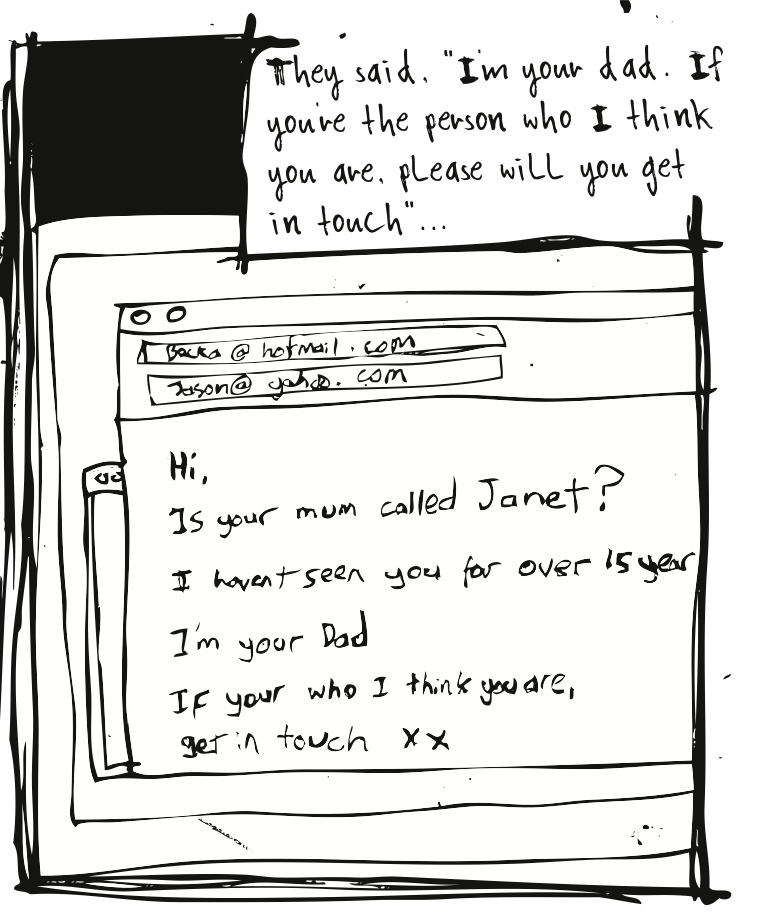 They said, "I'm your dad. If
you're the person who I think
you are, please will you get
in touch"...
Becka@hotmail.com
Jason@yahoo.com
Hi,
Is your mum called Janet?
I havent seen you for over 15 year
I'm your Dad
If your who I think you are,
get in touch xx